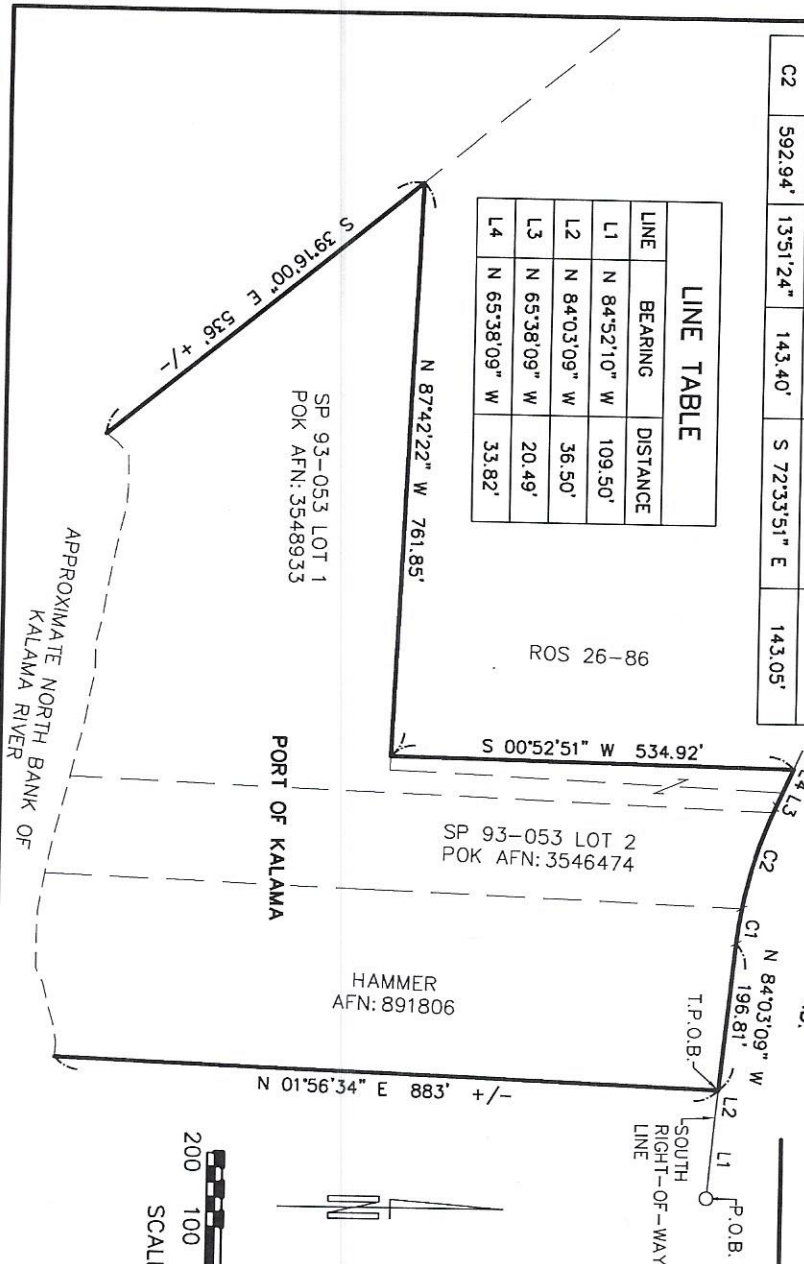 C2 592.94' 13°51'24" 143.40' S 72°33'51" E 143.05'
LINE TABLE
LINE BEARING DISTANCE
L1 N 84°52'10" W 109.50'
L2 N 84°03'09" W 36.50'
L3 N 65°38'09" W 20.49'
L4 N 65°38'09" W 33.82'
S 39°16'00" E 536' +/-
N 87°42'22" W 761.85'
SP 93-053 LOT 1
POK AFN: 3548933
ROS 26-86
S 00°52'51" W 534.92'
L4
L3
C2
C1
N 84°03'09" W
196.81'
SP 93-053 LOT 2
POK AFN: 3546474
PORT OF KALAMA
APPROXIMATE NORTH BANK OF
KALAMA RIVER
HAMMER
AFN: 891806
N 01°56'34" E 883' +/-
T.P.O.B.
L2
L1
P.O.B.
SOUTH
RIGHT-OF-WAY
LINE
N
200 100